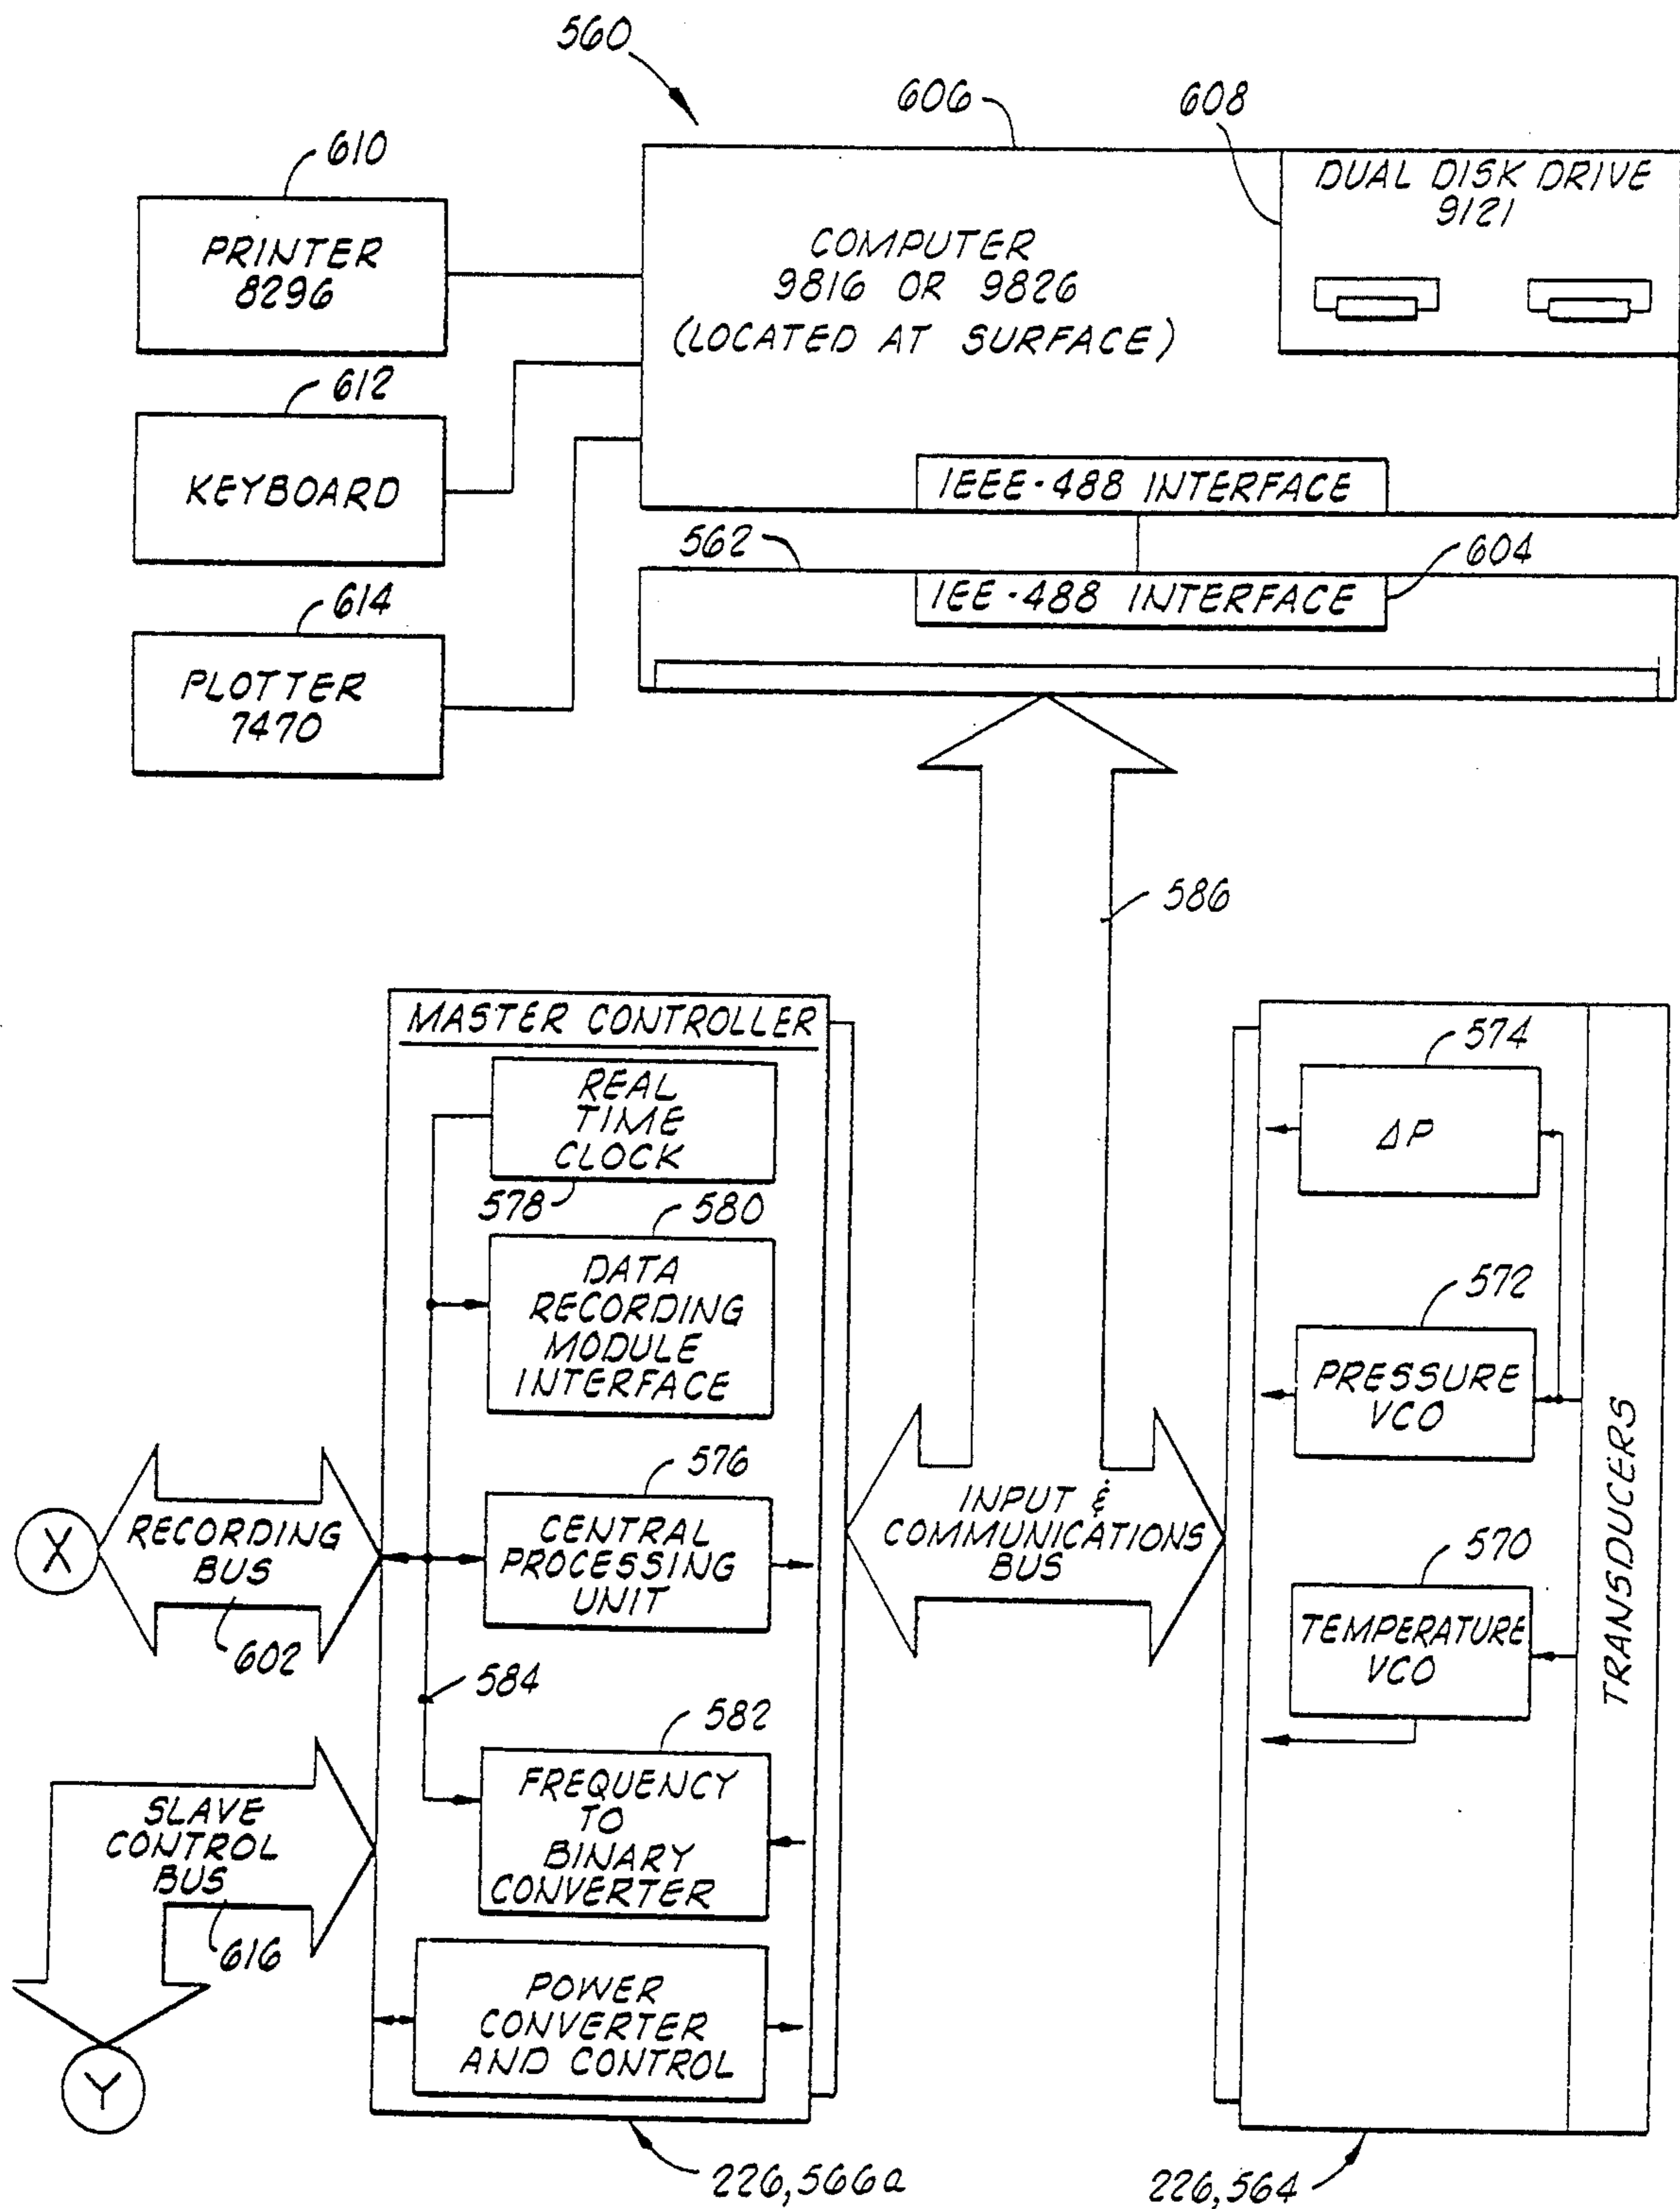 560
606
608
610
PRINTER
8296
COMPUTER
9816 OR 9826
(LOCATED AT SURFACE)
DUAL DISK DRIVE
9121
612
KEYBOARD
IEEE-488 INTERFACE
562
604
IEE-488 INTERFACE
614
PLOTTER
7470
586
MASTER CONTROLLER
REAL
TIME
CLOCK
578
580
DATA
RECORDING
MODULE
INTERFACE
576
CENTRAL
PROCESSING
UNIT
X
RECORDING
BUS
602
584
582
FREQUENCY
TO
BINARY
CONVERTER
SLAVE
CONTROL
BUS
616
Y
POWER
CONVERTER
AND CONTROL
226,566a
INPUT &
COMMUNICATIONS
BUS
574
ΔP
572
PRESSURE
VCO
570
TEMPERATURE
VCO
TRANSDUCERS
226,564